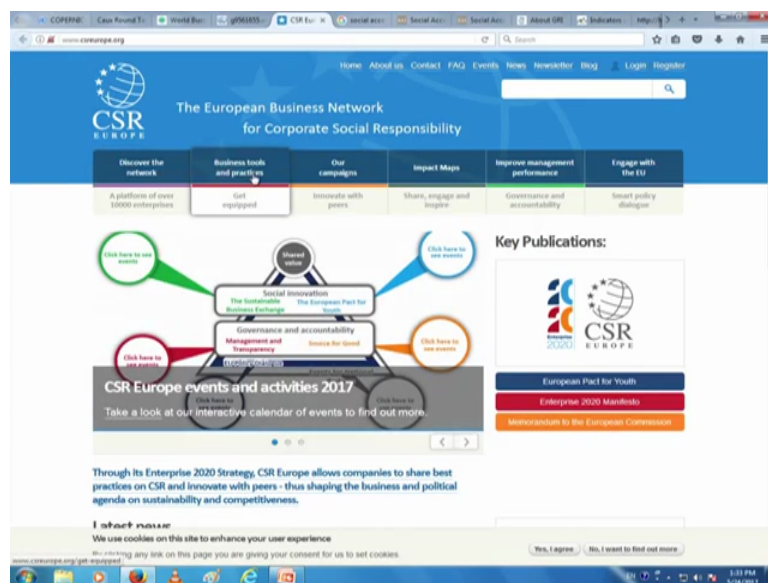 COPERNIC
Caux Round T
World Bus
g9561655
CSR Eur
social acc
Social Acc
Social Acc
About GRI
Indicators
http://
www.csreurope.org
Search
Home About us Contact FAQ Events News Newsletter Blog Login Register
CSR
EUROPE
The European Business Network
for Corporate Social Responsibility
Discover the
network
Business tools
and practices
Our
campaigns
Impact Maps
Improve management
performance
Engage with
the EU
A platform of over
10000 enterprises
Get
equipped
Innovate with
peers
Share, engage and
inspire
Governance and
accountability
Smart policy
dialogue
Click here to see
events
Shared
value
Click here to
see events
Social Innovation
The Sustainable
Business Exchange
The European Pact for
Youth
Governance and accountability
Management and
Transparency
Source for Good
Click here to
see events
Click here to
see events
Click here to
see events
Click here to
see events
CSR Europe events and activities 2017
Take a look at our interactive calendar of events to find out more.
Key Publications:
Enterprise
2020
CSR
EUROPE
European Pact for Youth
Enterprise 2020 Manifesto
Memorandum to the European Commission
Through its Enterprise 2020 Strategy, CSR Europe allows companies to share best
practices on CSR and innovate with peers - thus shaping the business and political
agenda on sustainability and competitiveness.
Latest news
We use cookies on this site to enhance your user experience
By clicking any link on this page you are giving your consent for us to set cookies.
Yes, I agree
No, I want to find out more
www.csreurope.org/get-equipped
EN
1:33 PM